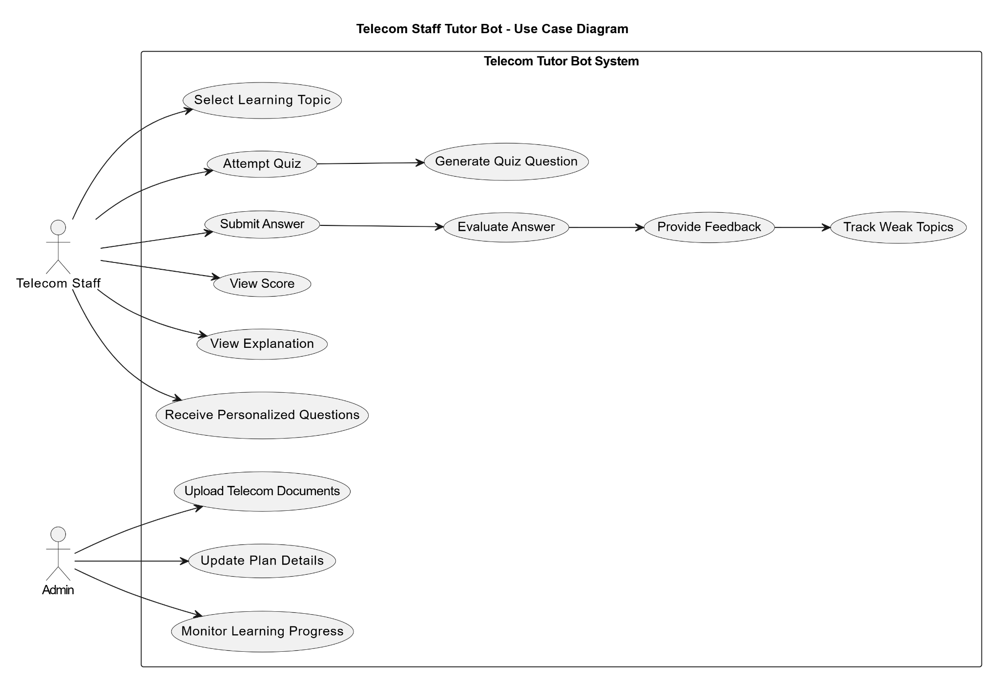 Telecom Staff Tutor Bot - Use Case Diagram
Telecom Tutor Bot System
Select Learning Topic
Attempt Quiz
Generate Quiz Question
Submit Answer
Evaluate Answer
Provide Feedback
Track Weak Topics
Telecom Staff
View Score
View Explanation
Receive Personalized Questions
Upload Telecom Documents
Update Plan Details
Admin
Monitor Learning Progress